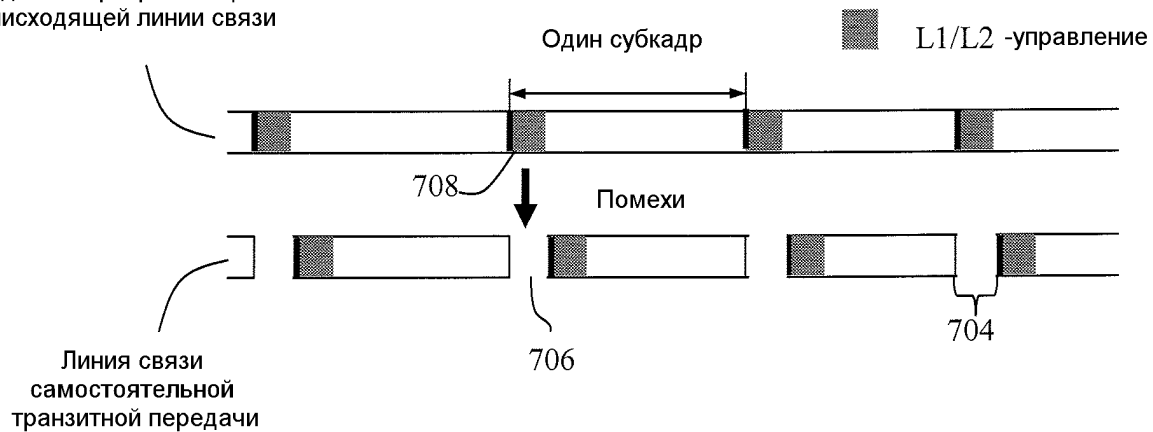 исходящей линии связи
Один субкадр
L1/L2 -управление
708
Помехи
706
704
Линия связи
самостоятельной
транзитной передачи